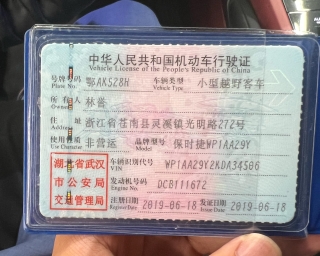 中华人民共和国机动车行驶证
Vehicle License of the People's Republic of China
号牌号码 鄂AK5Z8H 车辆类型 小型越野客车
Plate No. Vehicle Type
所有人 林誉
Owner
住址 浙江省苍南县灵溪镇光明路272号
Address
使用性质 非营运 品牌型号 保时捷WP1AA29Y
Use Character Model
湖北省武汉 车辆识别代号 WP1AA29Y2KDA34506
VIN
市公安局 发动机号码 DCB111672
Engine No.
交通管理局 注册日期 2019-06-18 发证日期 2019-06-18
Register Date Issue Date